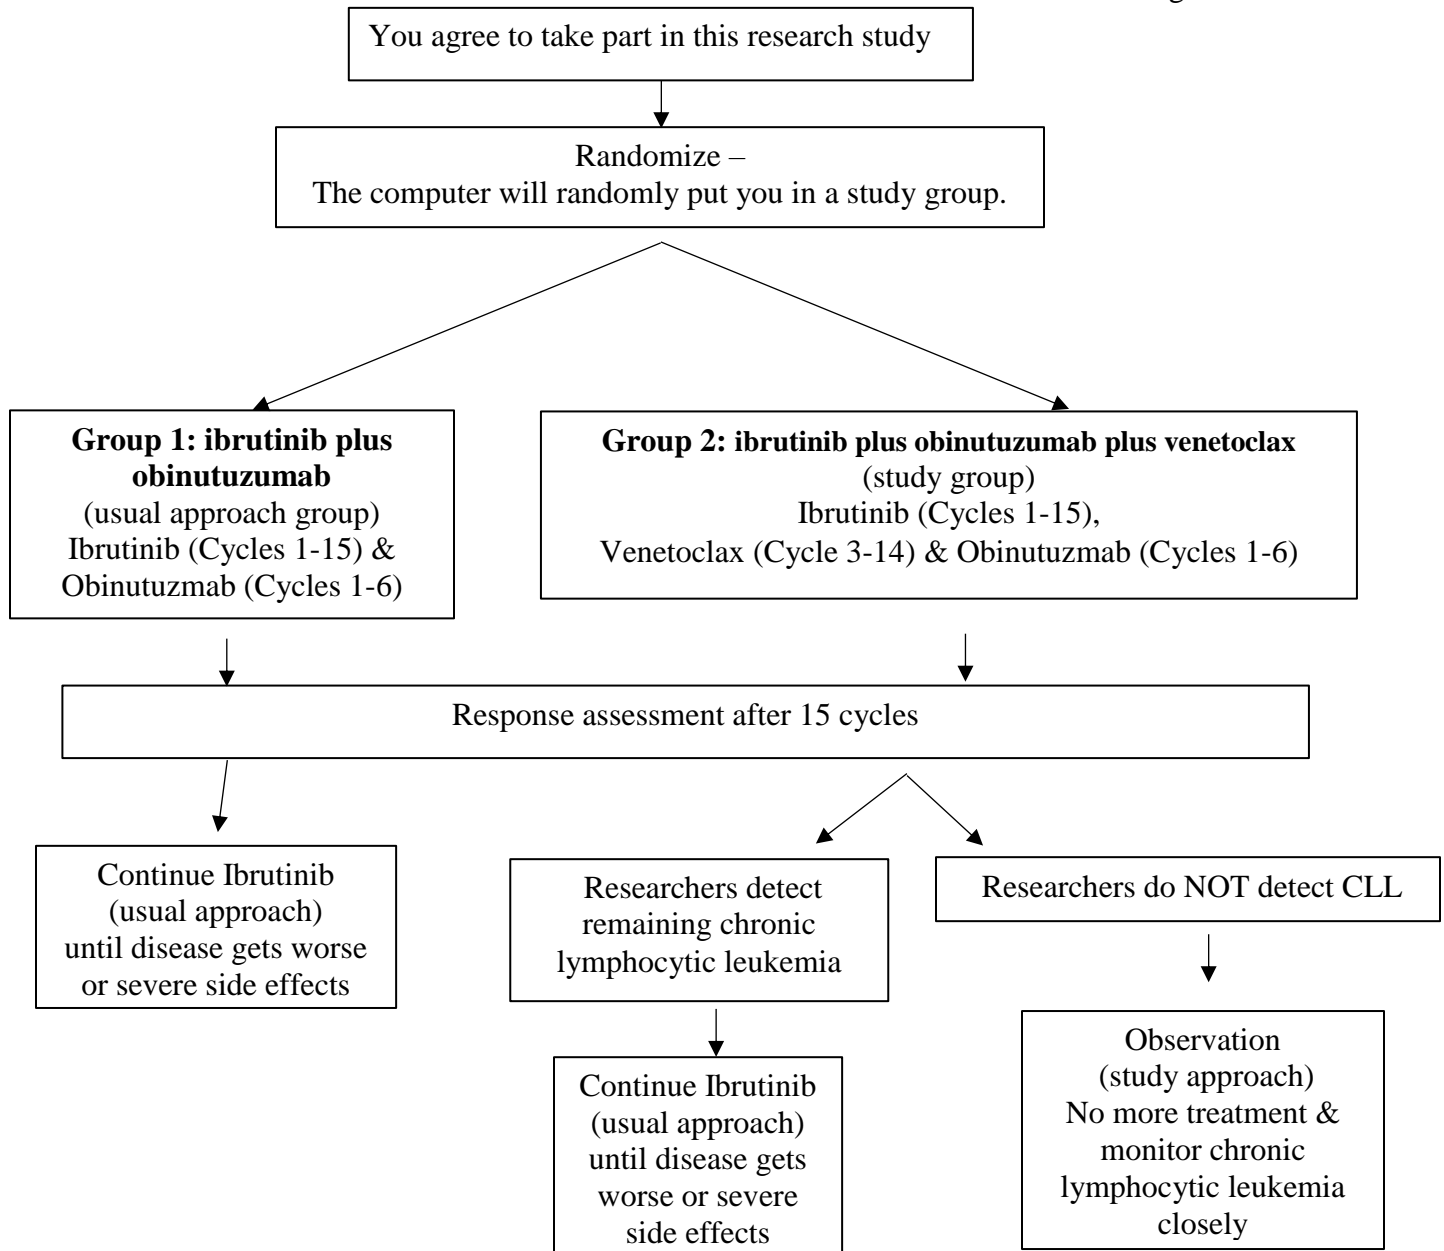 You agree to take part in this research study
Randomize –
The computer will randomly put you in a study group.
Group 1: ibrutinib plus
obinutuzumab
(usual approach group)
Ibrutinib (Cycles 1-15) &
Obinutuzmab (Cycles 1-6)
Group 2: ibrutinib plus obinutuzumab plus venetoclax
(study group)
Ibrutinib (Cycles 1-15),
Venetoclax (Cycle 3-14) & Obinutuzmab (Cycles 1-6)
Response assessment after 15 cycles
Continue Ibrutinib
(usual approach)
until disease gets worse
or severe side effects
Researchers detect
remaining chronic
lymphocytic leukemia
Researchers do NOT detect CLL
Continue Ibrutinib
(usual approach)
until disease gets
worse or severe
side effects
Observation
(study approach)
No more treatment &
monitor chronic
lymphocytic leukemia
closely